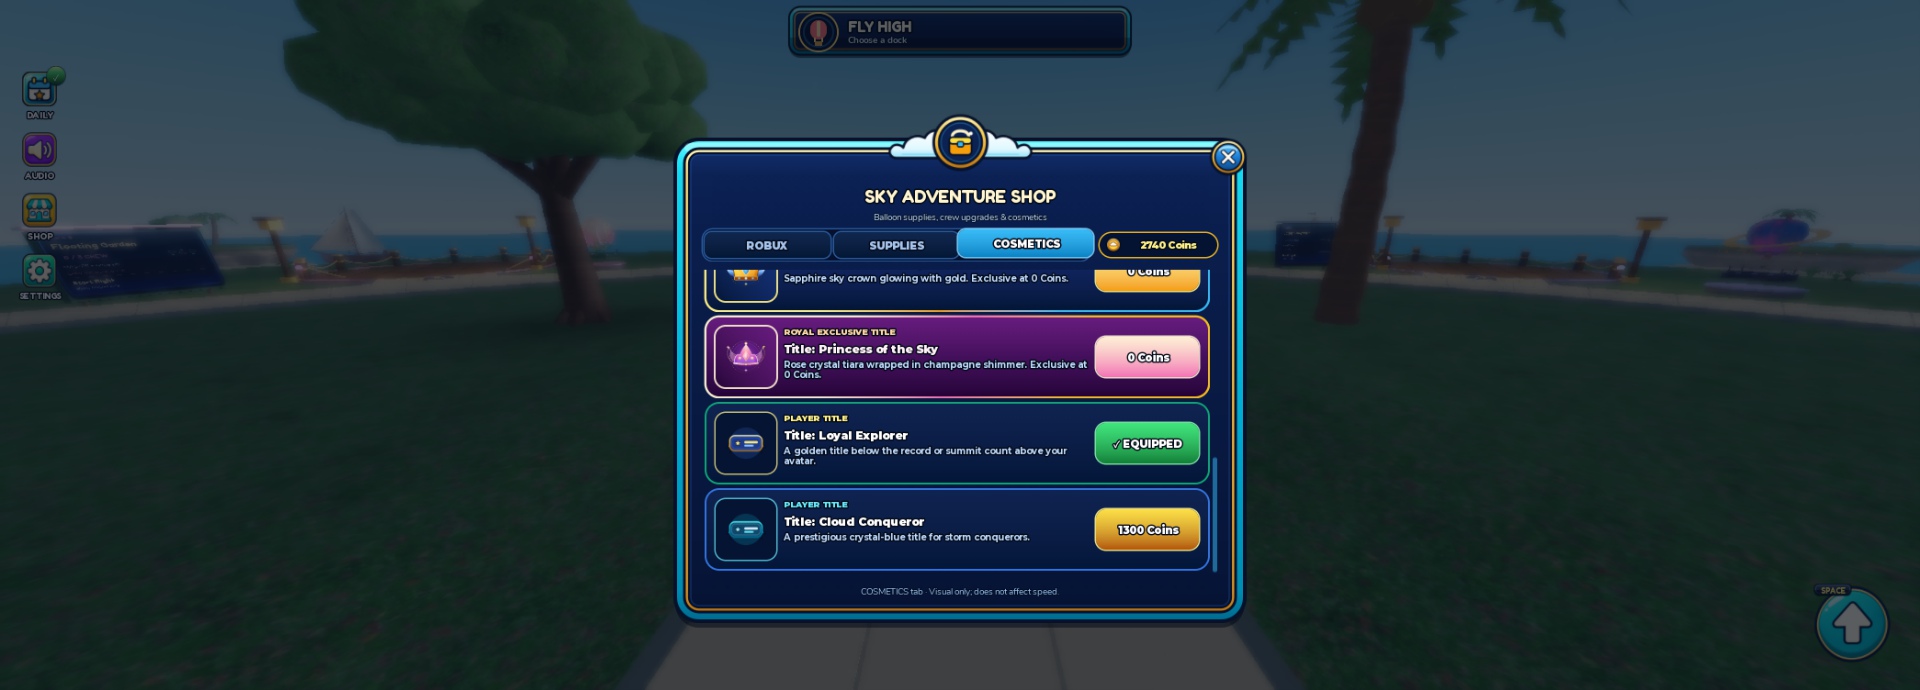 FLY HIGH
Choose a dock
DAILY
AUDIO
SHOP
SETTINGS
Floating Garden
SKY ADVENTURE SHOP
Balloon supplies, crew upgrades & cosmetics
ROBUX
SUPPLIES
COSMETICS
2740 Coins
Sapphire sky crown glowing with gold. Exclusive at 0 Coins.
0 Coins
ROYAL EXCLUSIVE TITLE
Title: Princess of the Sky
Rose crystal tiara wrapped in champagne shimmer. Exclusive at
0 Coins.
0 Coins
PLAYER TITLE
Title: Loyal Explorer
A golden title below the record or summit count above your
avatar.
✓ EQUIPPED
PLAYER TITLE
Title: Cloud Conqueror
A prestigious crystal-blue title for storm conquerors.
1300 Coins
COSMETICS tab · Visual only; does not affect speed.
SPACE